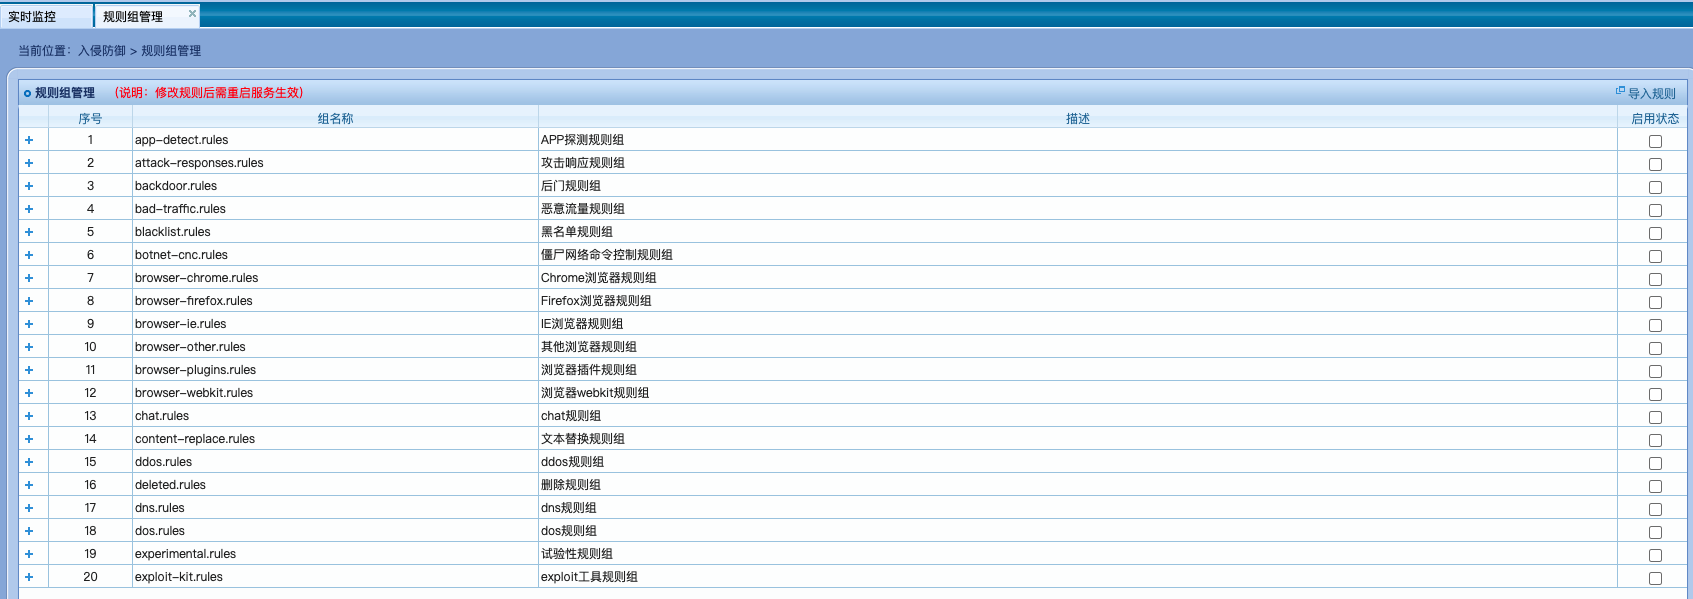 实时监控 规则组管理
当前位置：入侵防御 > 规则组管理
规则组管理 (说明：修改规则后需重启服务生效) 导入规则
序号 组名称 描述 启用状态
1 app-detect.rules APP探测规则组
2 attack-responses.rules 攻击响应规则组
3 backdoor.rules 后门规则组
4 bad-traffic.rules 恶意流量规则组
5 blacklist.rules 黑名单规则组
6 botnet-cnc.rules 僵尸网络命令控制规则组
7 browser-chrome.rules Chrome浏览器规则组
8 browser-firefox.rules Firefox浏览器规则组
9 browser-ie.rules IE浏览器规则组
10 browser-other.rules 其他浏览器规则组
11 browser-plugins.rules 浏览器插件规则组
12 browser-webkit.rules 浏览器webkit规则组
13 chat.rules chat规则组
14 content-replace.rules 文本替换规则组
15 ddos.rules ddos规则组
16 deleted.rules 删除规则组
17 dns.rules dns规则组
18 dos.rules dos规则组
19 experimental.rules 试验性规则组
20 exploit-kit.rules exploit工具规则组